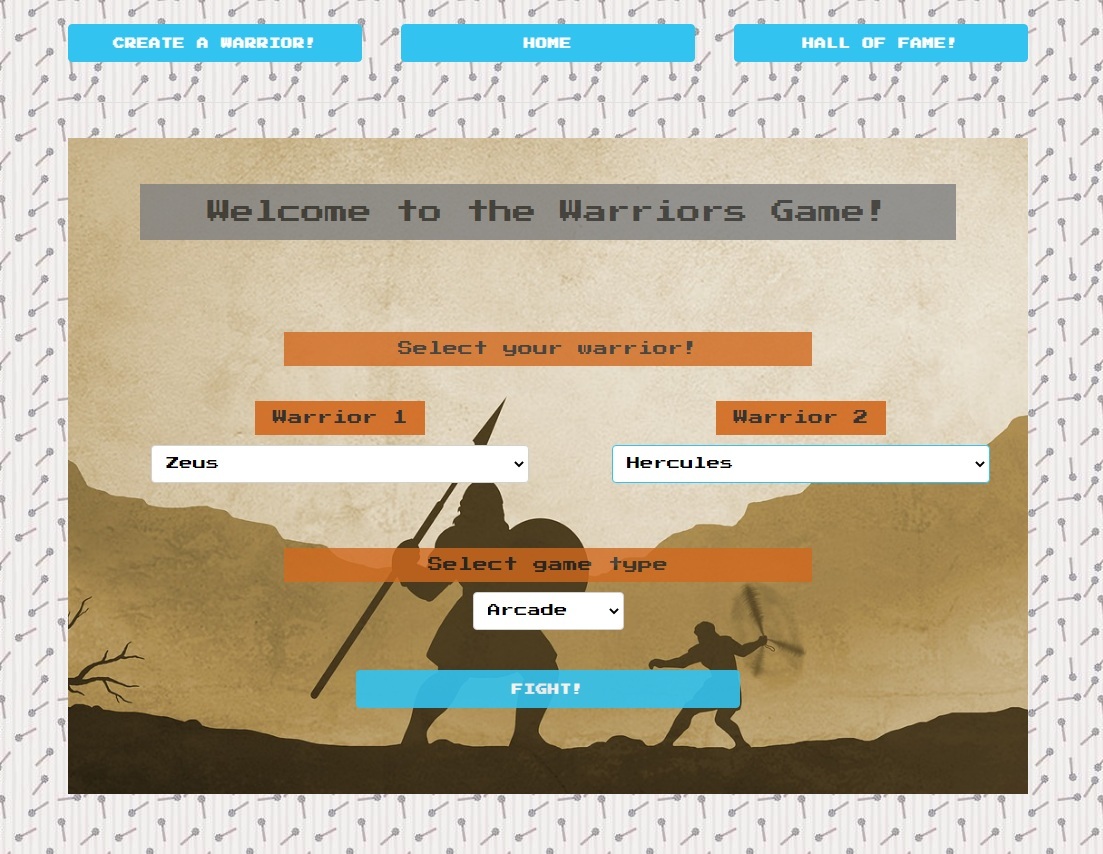 CREATE A WARRIOR!
HOME
HALL OF FAME!
Welcome to the Warriors Game!
Select your warrior!
Warrior 1
Warrior 2
Zeus
Hercules
Select game type
Arcade
FIGHT!